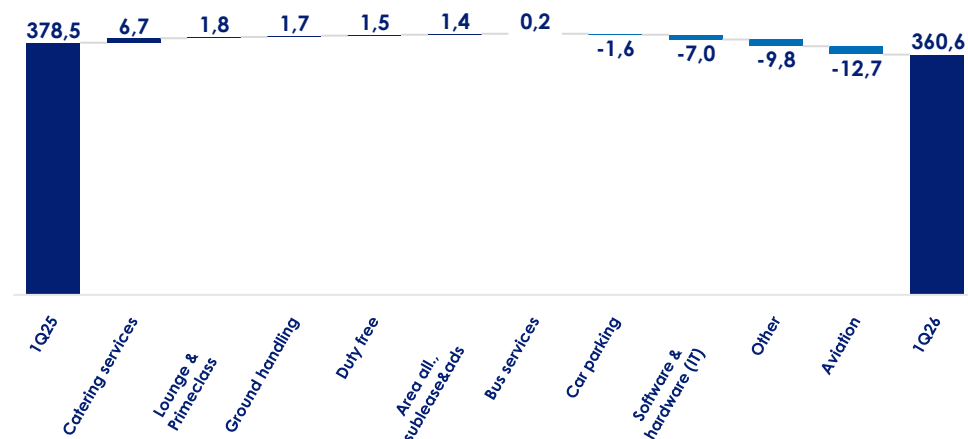 378,5
6,7
1,8
1,7
1,5
1,4
0,2
-1,6
-7,0
-9,8
-12,7
360,6
1Q25
Catering services
Lounge &
Primeclass
Ground handling
Duty free
Area all.,
sublease&ads
Bus services
Car parking
Software &
hardware (IT)
Other
Aviation
1Q26